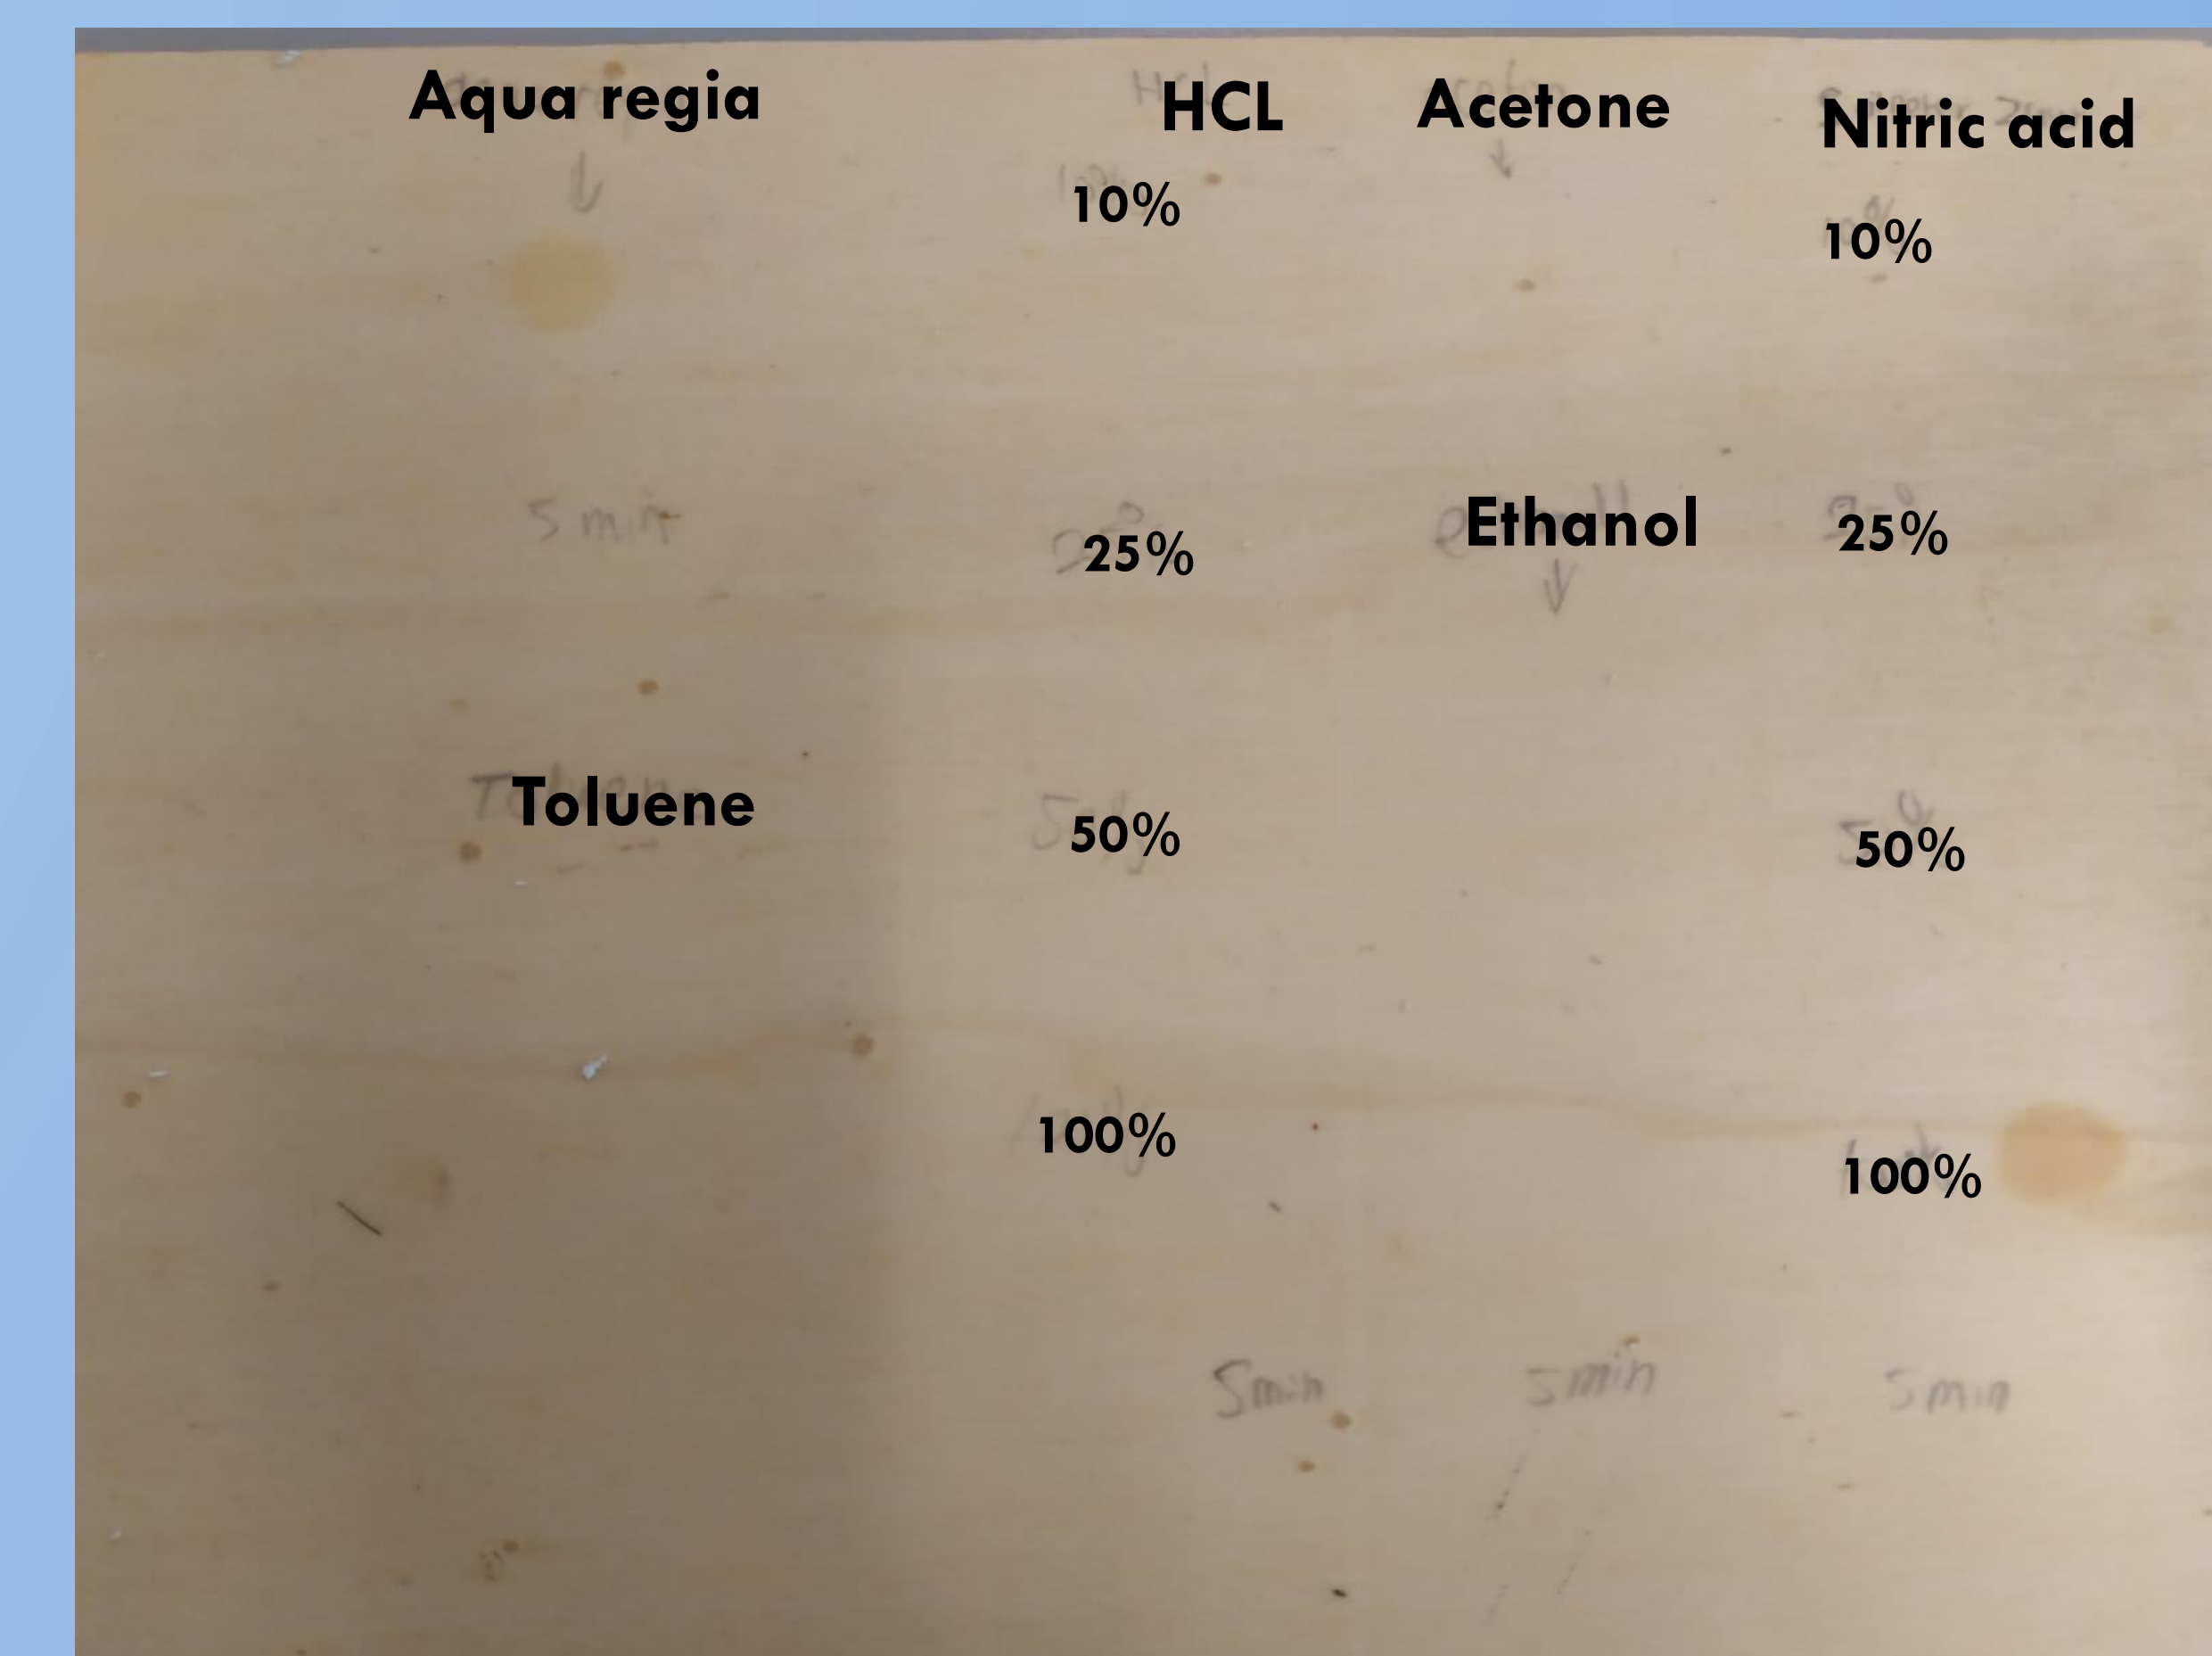 Aqua regia
HCL
Acetone
Nitric acid
10%
10%
5 min
25%
Ethanol
25%
Toluene
50%
50%
100%
100%
5min
5min
5min